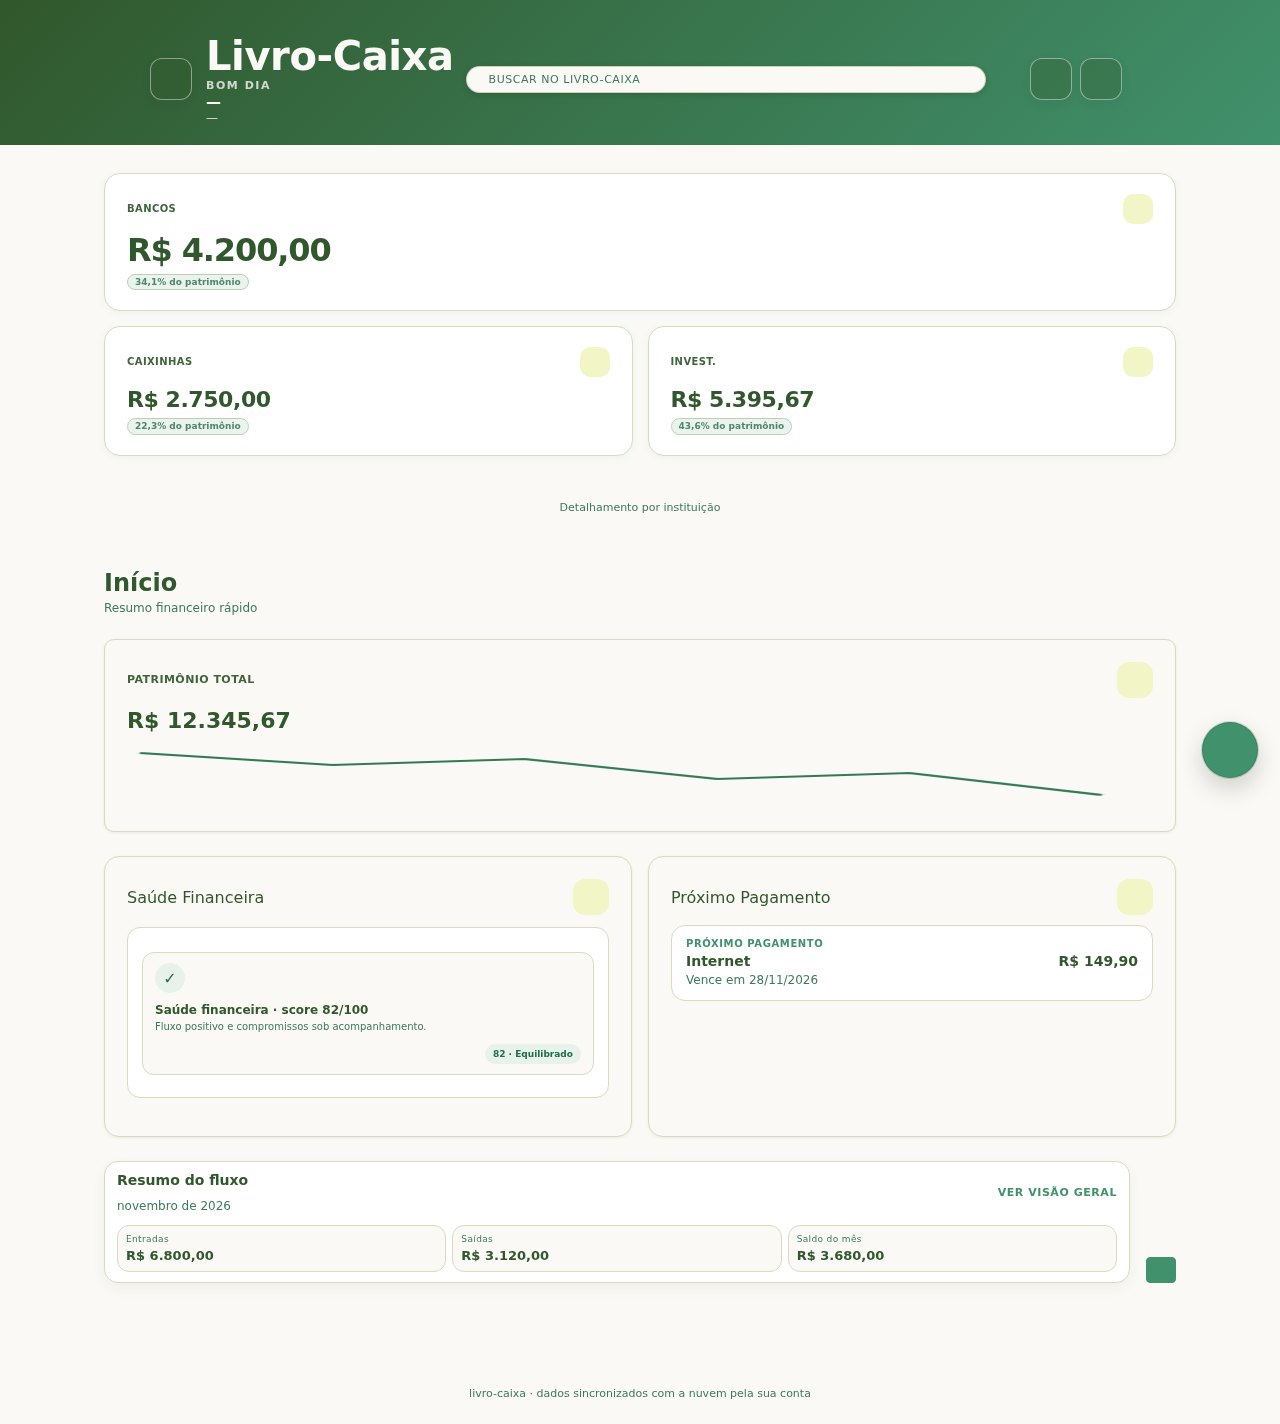 Livro-Caixa
BOM DIA
—
—
BUSCAR NO LIVRO-CAIXA
BANCOS
R$ 4.200,00
34,1% do patrimônio
CAIXINHAS
R$ 2.750,00
22,3% do patrimônio
INVEST.
R$ 5.395,67
43,6% do patrimônio
Detalhamento por instituição
Início
Resumo financeiro rápido
PATRIMÔNIO TOTAL
R$ 12.345,67
Saúde Financeira
✓
Saúde financeira · score 82/100
Fluxo positivo e compromissos sob acompanhamento.
82 · Equilibrado
Próximo Pagamento
PRÓXIMO PAGAMENTO
Internet R$ 149,90
Vence em 28/11/2026
Resumo do fluxo
novembro de 2026
VER VISÃO GERAL
Entradas
R$ 6.800,00
Saídas
R$ 3.120,00
Saldo do mês
R$ 3.680,00
livro-caixa · dados sincronizados com a nuvem pela sua conta